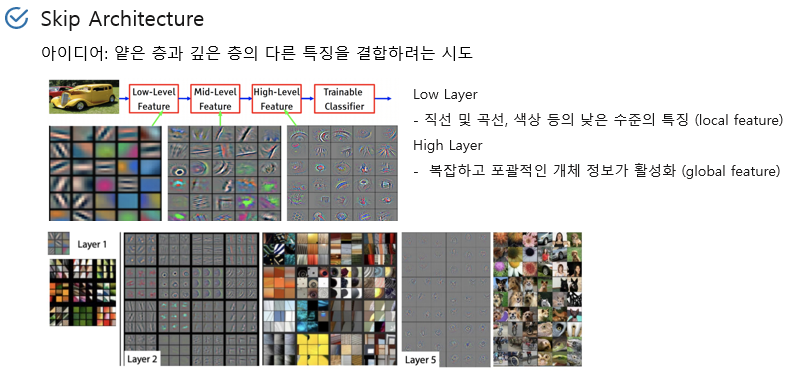 Skip Architecture
아이디어: 얕은 층과 깊은 층의 다른 특징을 결합하려는 시도
Low-Level Feature
Mid-Level Feature
High-Level Feature
Trainable Classifier
Low Layer
- 직선 및 곡선, 색상 등의 낮은 수준의 특징 (local feature)
High Layer
- 복잡하고 포괄적인 개체 정보가 활성화 (global feature)
Layer 1
Layer 2
Layer 5